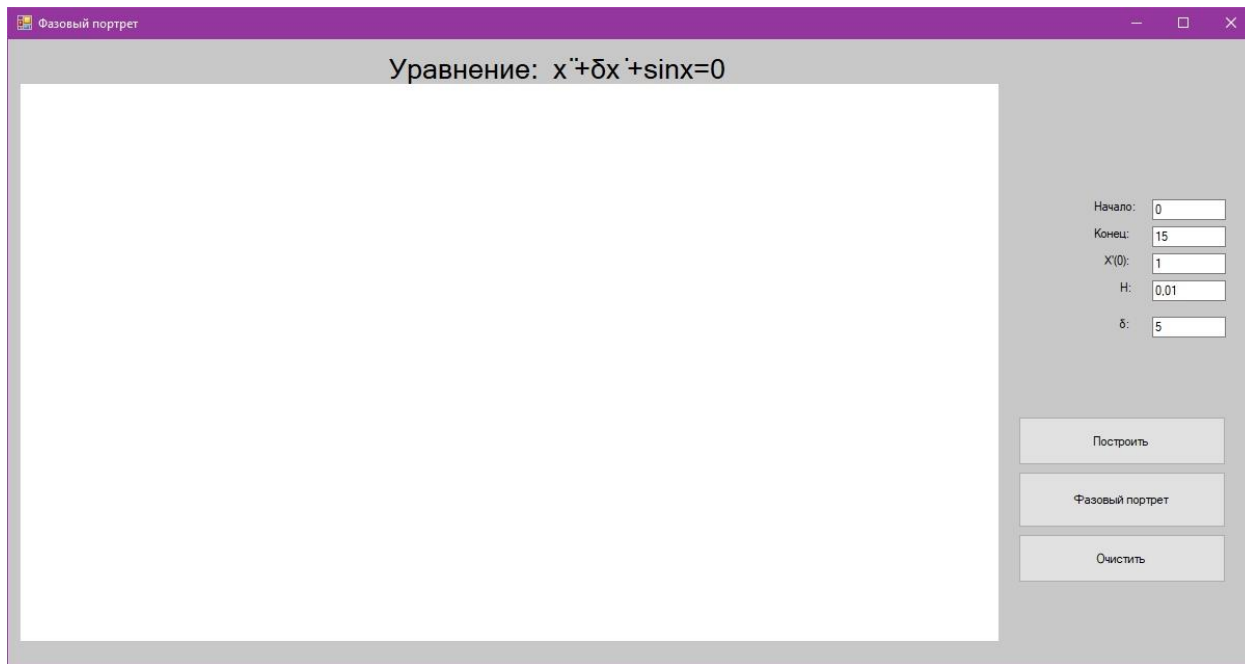 Фазовый портрет
Уравнение: x ̈+δx ̇+sinx=0
Начало: 0
Конец: 15
X'(0): 1
H: 0,01
δ: 5
Построить
Фазовый портрет
Очистить